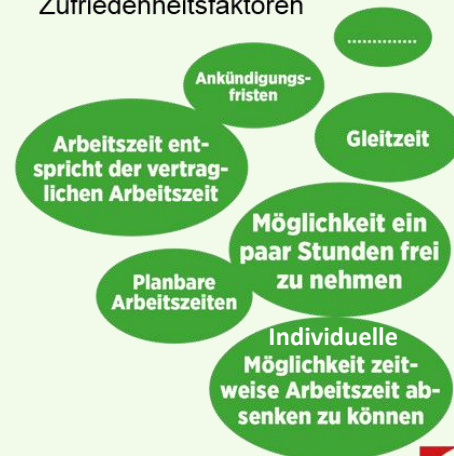 Zufriedenheitsfaktoren
..............
Ankündigungs-
fristen
Gleitzeit
Arbeitszeit ent-
spricht der vertrag-
lichen Arbeitszeit
Möglichkeit ein
paar Stunden frei
zu nehmen
Planbare
Arbeitszeiten
Individuelle
Möglichkeit zeit-
weise Arbeitszeit ab-
senken zu können